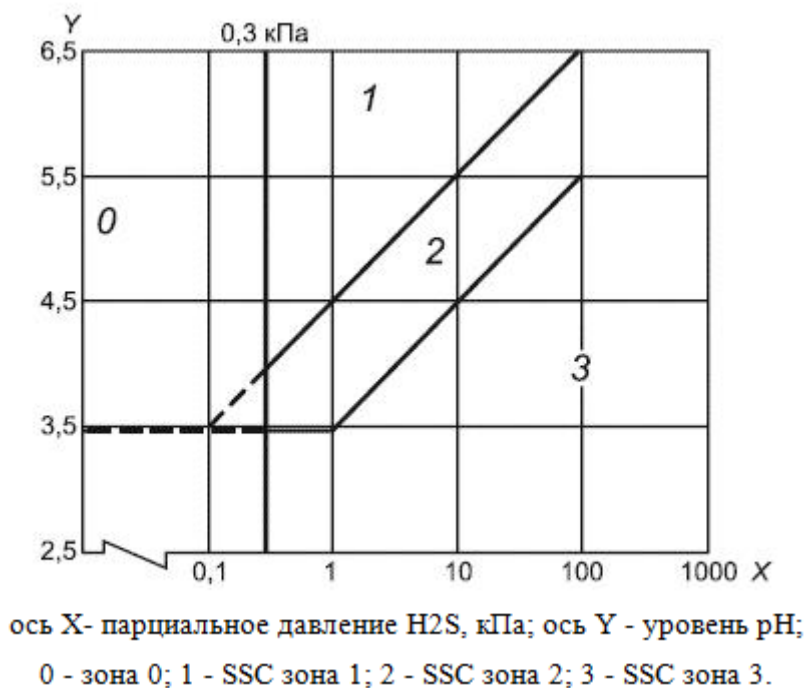 Y
0,3 кПа
6,5
1
5,5
0
2
4,5
3
3,5
2,5
0,1 1 10 100 1000 X
ось X- парциальное давление H2S, кПа; ось Y - уровень pH;
0 - зона 0; 1 - SSC зона 1; 2 - SSC зона 2; 3 - SSC зона 3.